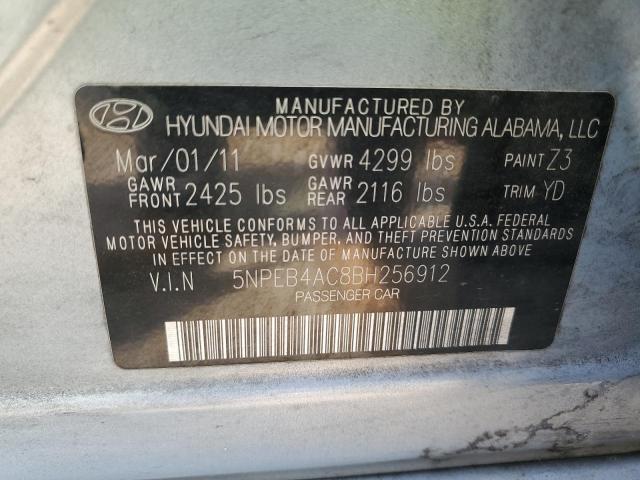 MANUFACTURED BY
HYUNDAI MOTOR MANUFACTURING ALABAMA, LLC
Mar/01/11 GVWR 4299 lbs PAINT Z3
GAWR FRONT 2425 lbs GAWR REAR 2116 lbs TRIM YD
THIS VEHICLE CONFORMS TO ALL APPLICABLE U.S.A. FEDERAL
MOTOR VEHICLE SAFETY, BUMPER, AND THEFT PREVENTION STANDARDS
IN EFFECT ON THE DATE OF MANUFACTURE SHOWN ABOVE.
V.I.N 5NPEB4AC8BH256912
PASSENGER CAR